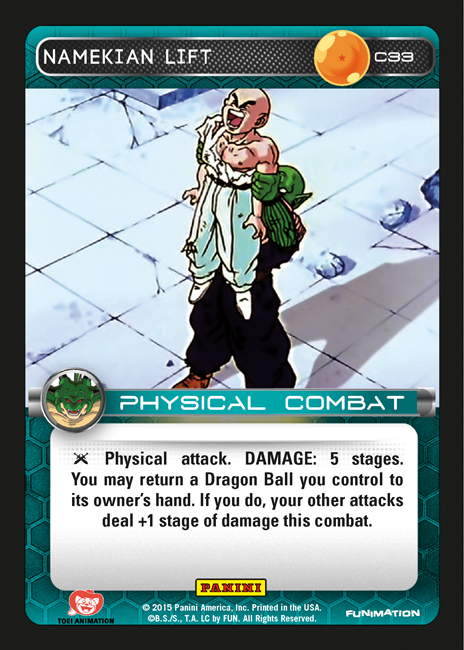 NAMEKIAN LIFT C93
PHYSICAL COMBAT
Physical attack. DAMAGE: 5 stages.
You may return a Dragon Ball you control to
its owner's hand. If you do, your other attacks
deal +1 stage of damage this combat.
PANINI
© 2015 Panini America, Inc. Printed in the USA.
©B.S./S., T.A. LC by FUN. All Rights Reserved.
TOEI ANIMATION
FUNIMATION